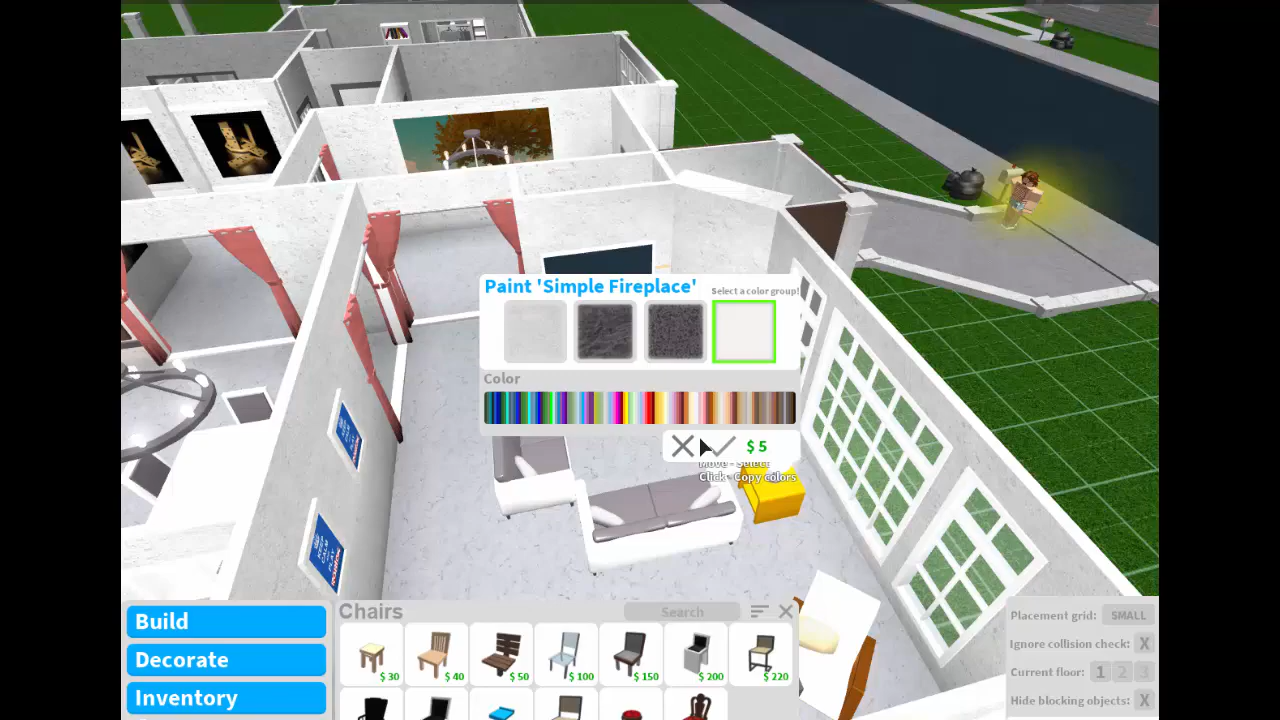 Paint 'Simple Fireplace'
Select a color group!
Color
$ 5
Move - Select
Click - Copy colors
Build
Decorate
Inventory
Chairs
Search
$ 30
$ 40
$ 50
$ 100
$ 150
$ 200
$ 220
Placement grid: SMALL
Ignore collision check: X
Current floor: 1 2 3
Hide blocking objects: X